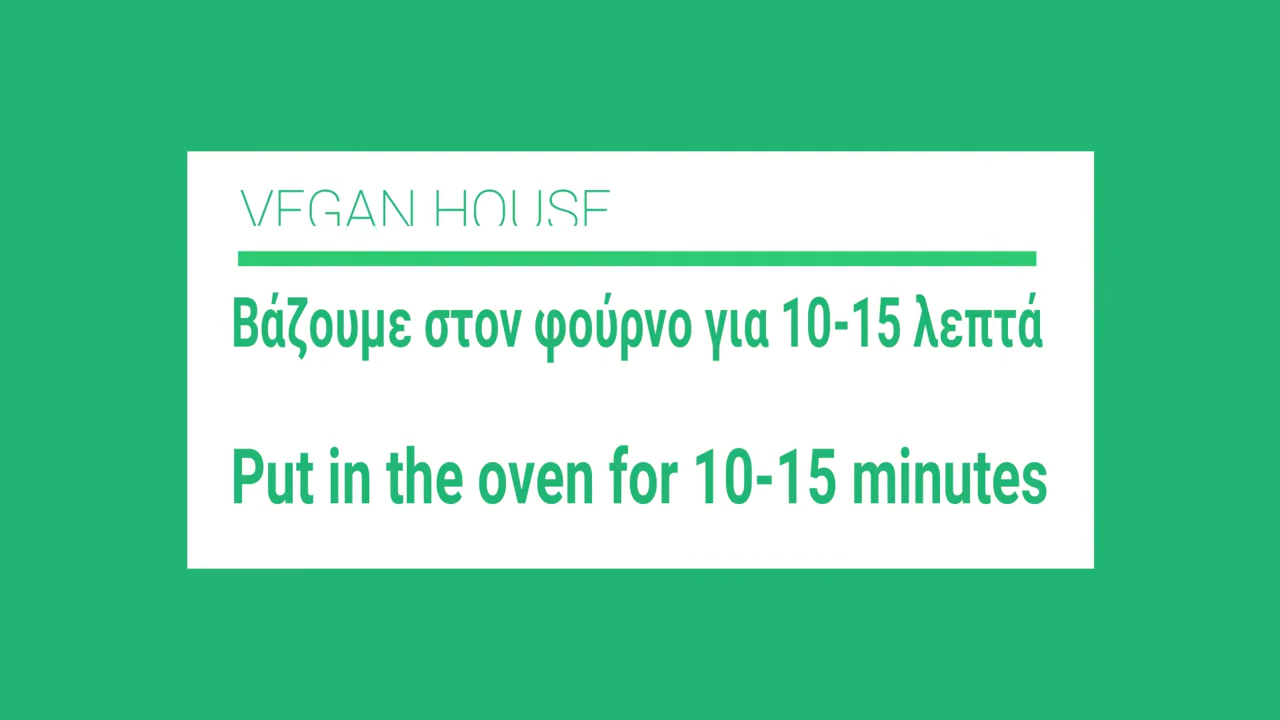 VEGAN HOUSE
Βάζουμε στον φούρνο για 10-15 λεπτά
Put in the oven for 10-15 minutes